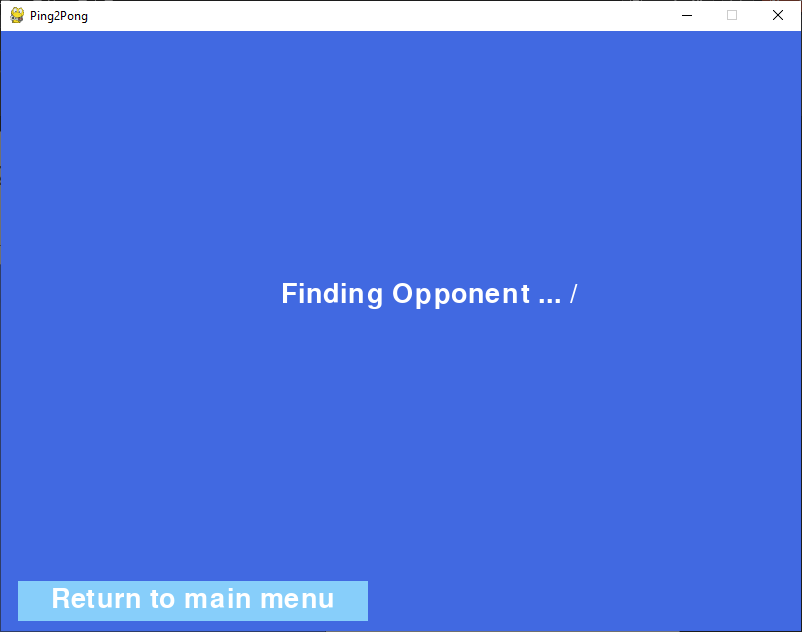 Ping2Pong
Finding Opponent ... /
Return to main menu